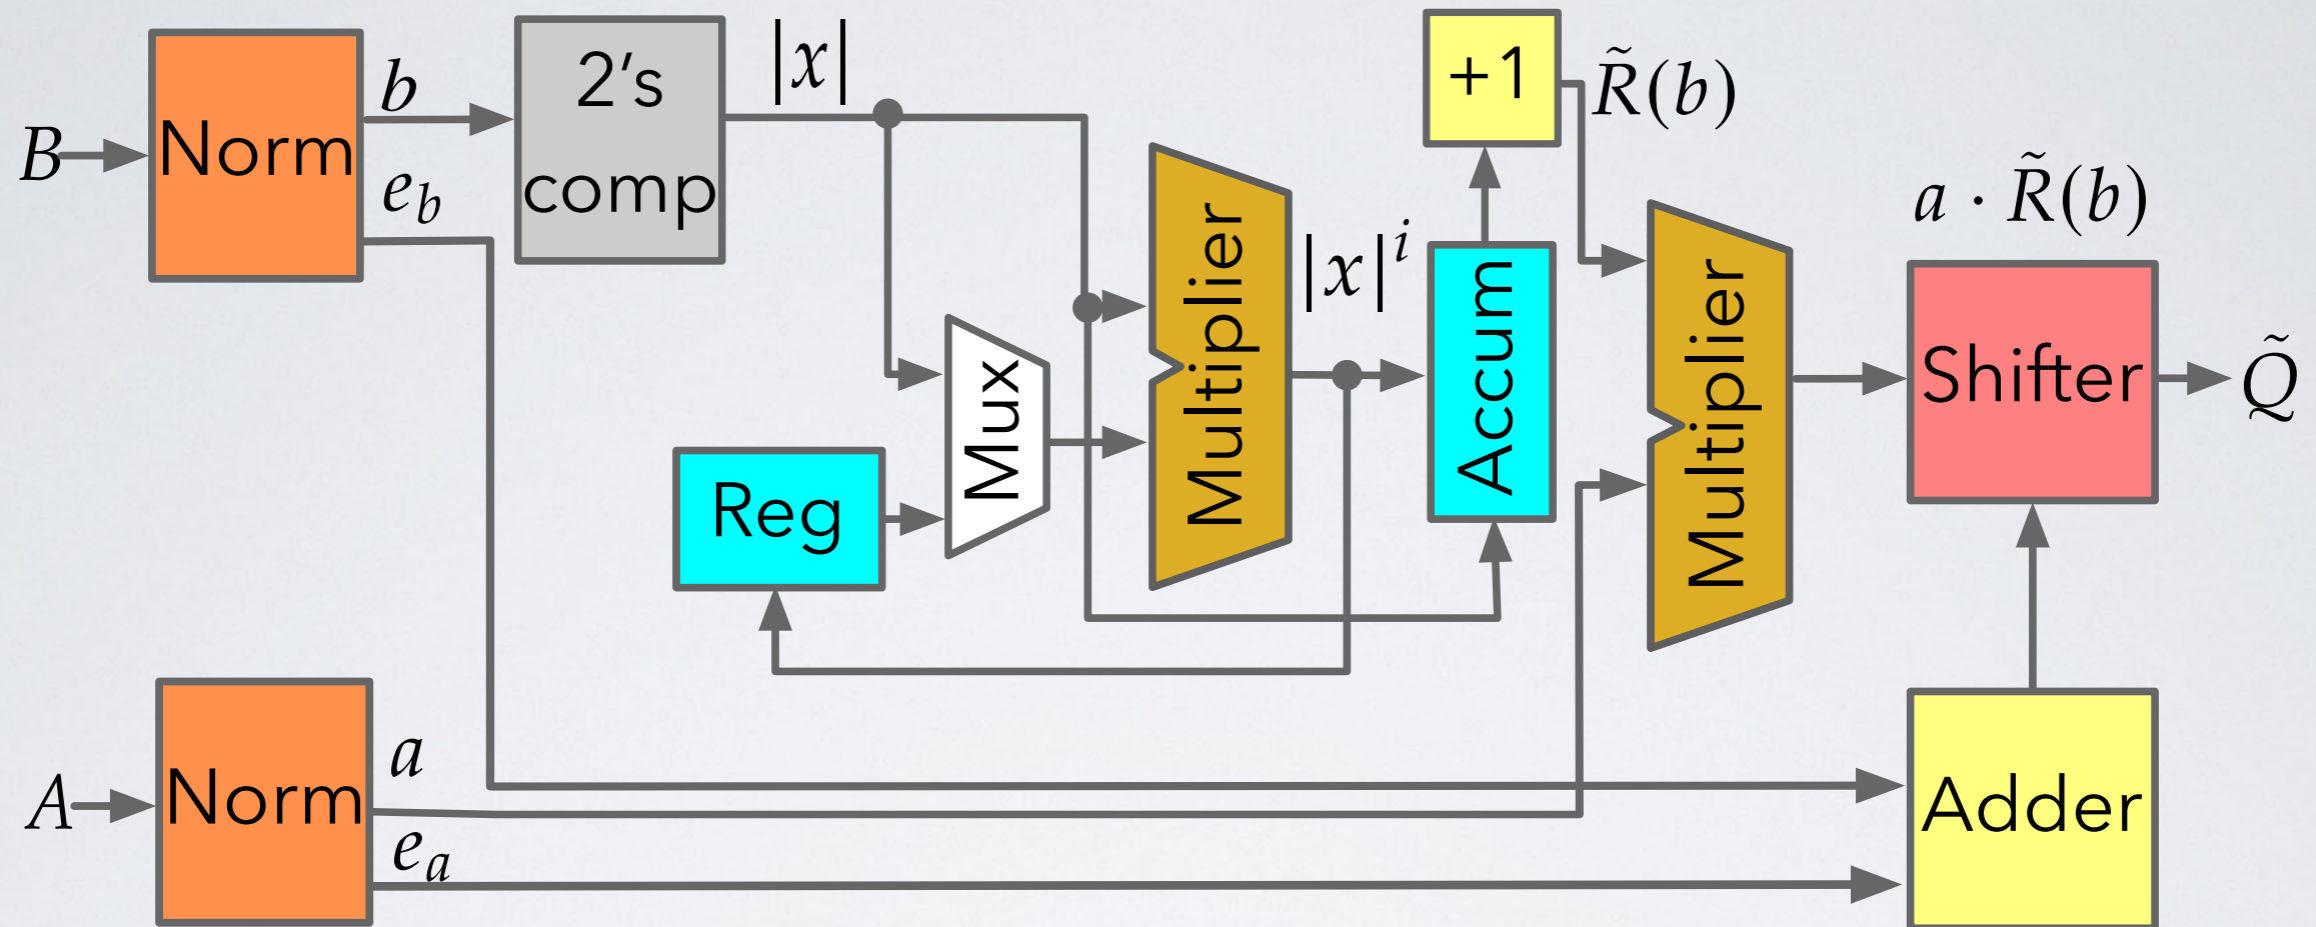 B
Norm
b
e_b
2's
comp
|x|
+1
R̃(b)
Multiplier
|x|^i
Accum
Mux
Reg
Multiplier
a · R̃(b)
Shifter
Q̃
A
Norm
a
e_a
Adder